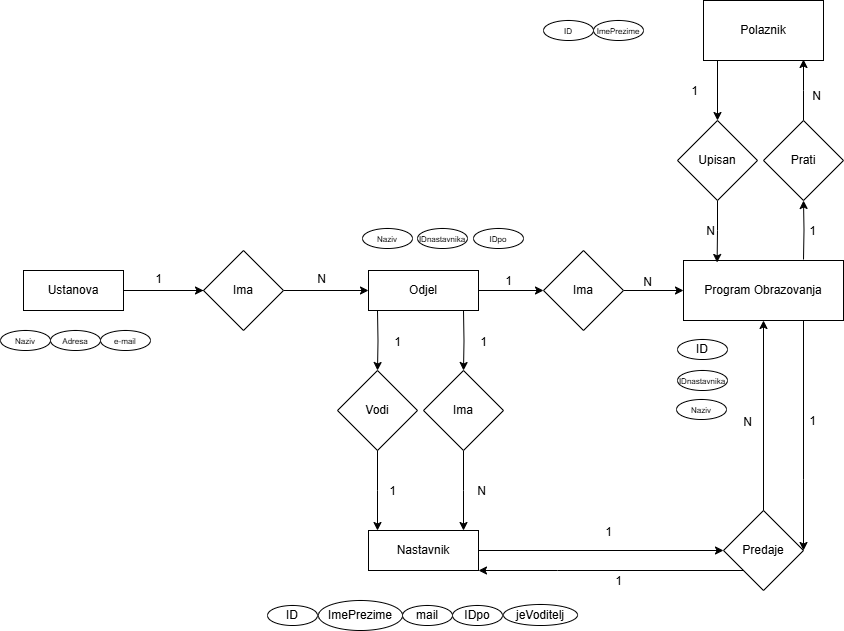 Polaznik
ID
ImePrezime
1
N
Upisan
Prati
N
1
Naziv
IDnastavnika
IDpo
Ustanova
1
Ima
N
Odjel
1
Ima
N
Program Obrazovanja
Naziv
Adresa
e-mail
1
1
ID
IDnastavnika
Naziv
Vodi
Ima
N
1
1
N
Nastavnik
1
Predaje
1
ID
ImePrezime
mail
IDpo
jeVoditelj